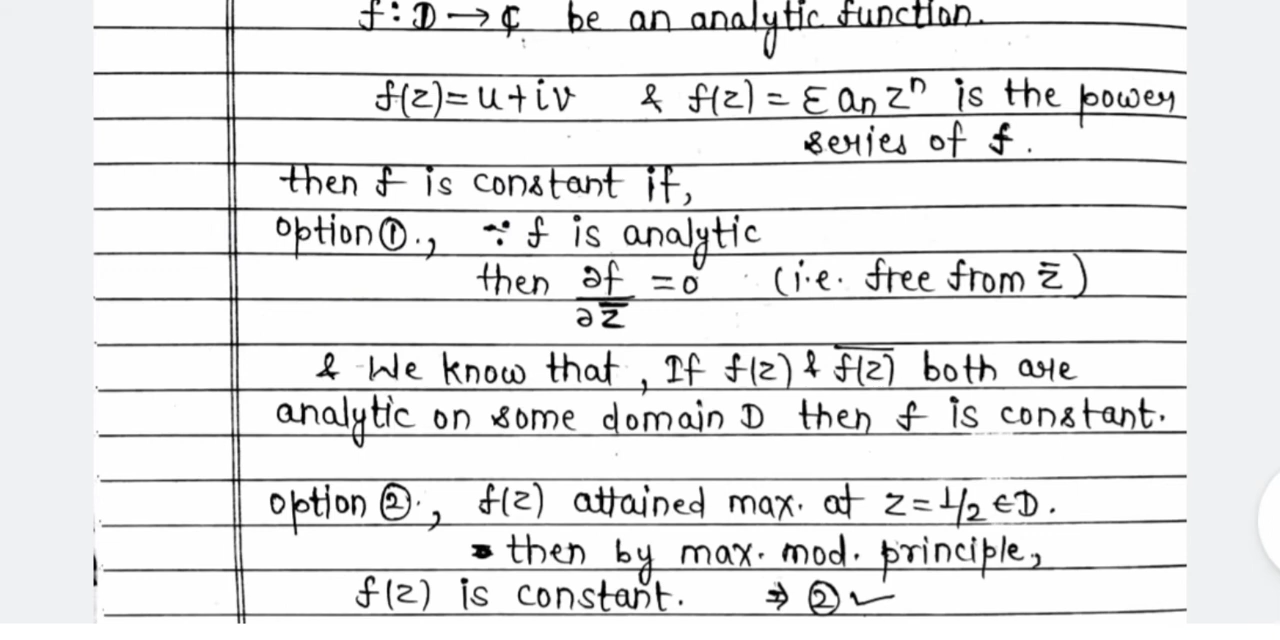 f : D → ₵ be an analytic function.
f(z) = u + iv & f(z) = Σ aₙ zⁿ is the power
series of f.
then f is constant if,
option ①., ∵ f is analytic
then ∂f/∂z̅ = 0 (i.e. free from z̅)
& We know that, If f(z) & \overline{f(z)} both are
analytic on some domain D then f is constant.
option ②., f(z) attained max. at z = 1/2 ∈ D.
then by max. mod. principle,
f(z) is constant. ⇒ ② ✓